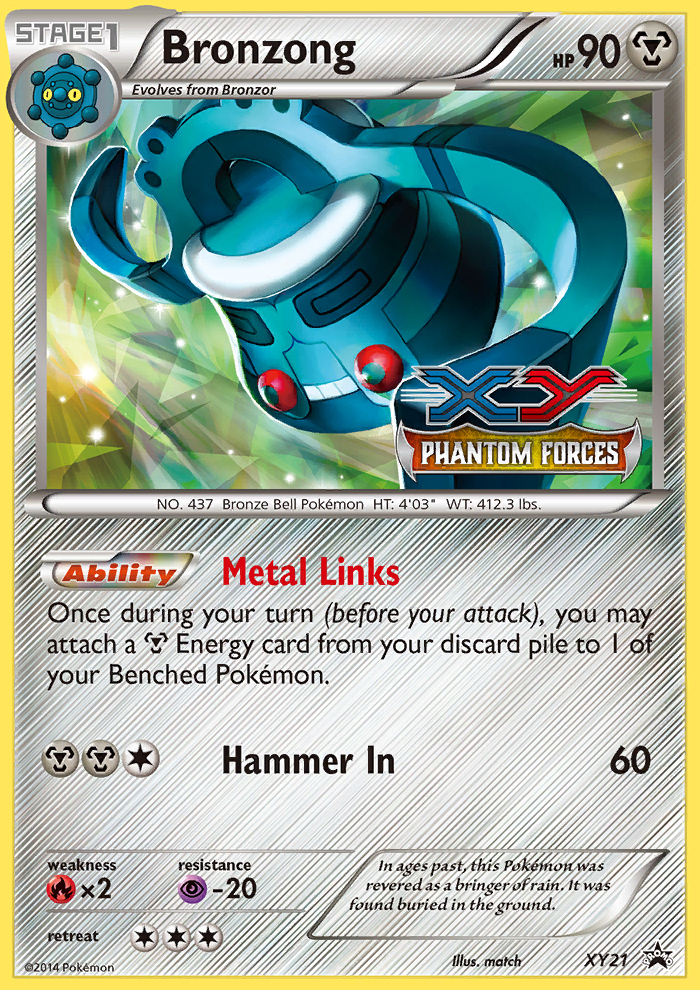 STAGE1
Bronzong
HP 90
Evolves from Bronzor
XY
PHANTOM FORCES
NO. 437 Bronze Bell Pokémon HT: 4'03" WT: 412.3 lbs.
Ability Metal Links
Once during your turn (before your attack), you may
attach a Energy card from your discard pile to 1 of
your Benched Pokémon.
Hammer In 60
weakness
×2
resistance
-20
retreat
In ages past, this Pokémon was
revered as a bringer of rain. It was
found buried in the ground.
©2014 Pokémon
Illus. match
XY21
PROMO